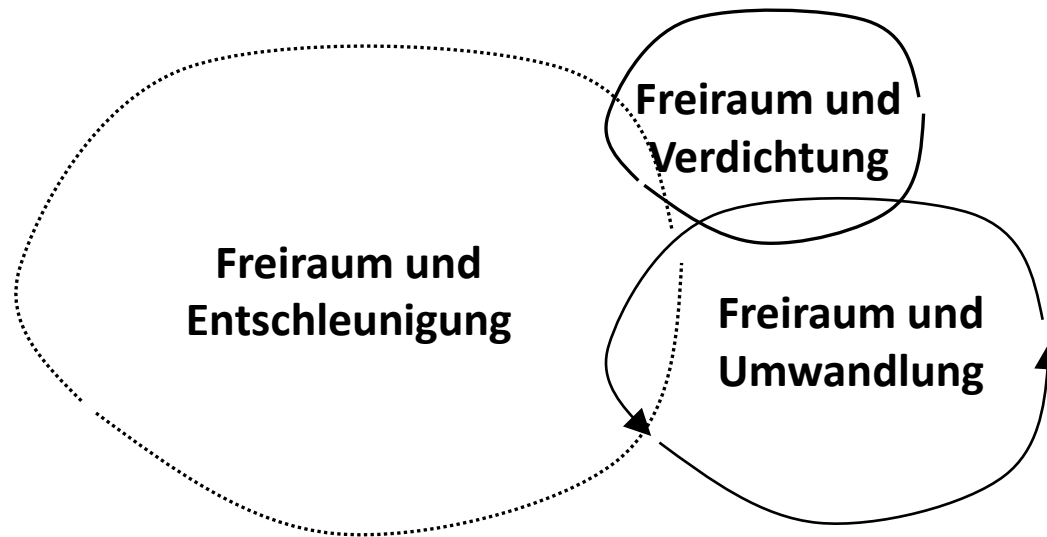 Freiraum und
Verdichtung
Freiraum und
Entschleunigung
Freiraum und
Umwandlung